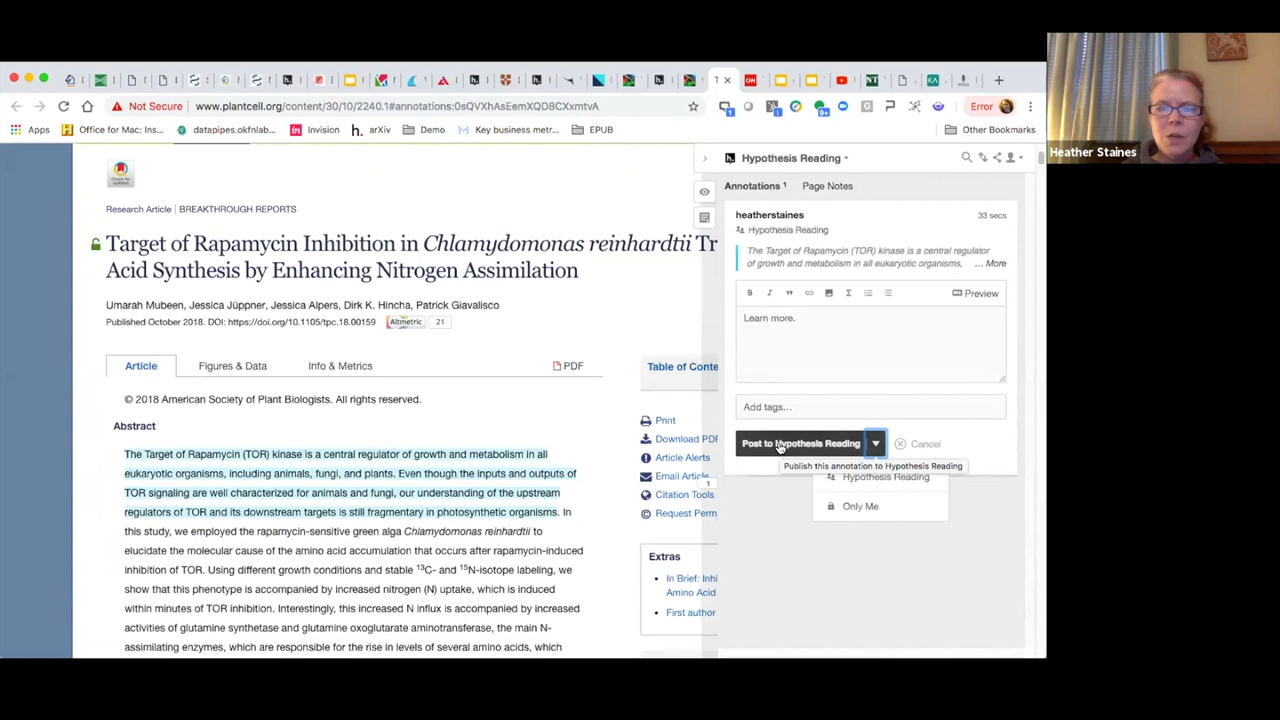 Not Secure
www.plantcell.org/content/30/10/2240.1#annotations:0sQVXhAsEemXQD8CXxmtvA
Error
Apps
Office for Mac: Ins...
datapipes.okfnlab...
Invision
arXiv
Demo
Key business metr...
EPUB
Other Bookmarks
Heather Staines
Research Article | BREAKTHROUGH REPORTS
Target of Rapamycin Inhibition in Chlamydomonas reinhardtii Tr
Acid Synthesis by Enhancing Nitrogen Assimilation
Umarah Mubeen, Jessica Jüppner, Jessica Alpers, Dirk K. Hincha, Patrick Giavalisco
Published October 2018. DOI: https://doi.org/10.1105/tpc.18.00159
Altmetric
21
Article
Figures & Data
Info & Metrics
PDF
© 2018 American Society of Plant Biologists. All rights reserved.
Abstract
The Target of Rapamycin (TOR) kinase is a central regulator of growth and metabolism in all
eukaryotic organisms, including animals, fungi, and plants. Even though the inputs and outputs of
TOR signaling are well characterized for animals and fungi, our understanding of the upstream
regulators of TOR and its downstream targets is still fragmentary in photosynthetic organisms. In
this study, we employed the rapamycin-sensitive green alga Chlamydomonas reinhardtii to
elucidate the molecular cause of the amino acid accumulation that occurs after rapamycin-induced
inhibition of TOR. Using different growth conditions and stable ¹³C- and ¹⁵N-isotope labeling, we
show that this phenotype is accompanied by increased nitrogen (N) uptake, which is induced
within minutes of TOR inhibition. Interestingly, this increased N influx is accompanied by increased
activities of glutamine synthetase and glutamine oxoglutarate aminotransferase, the main N-
assimilating enzymes, which are responsible for the rise in levels of several amino acids, which
Table of Conte
Print
Download PDF
Article Alerts
Email Article
Citation Tools
Request Perm
Extras
In Brief: Inhi
Amino Acid
First author
1
Hypothesis Reading
Annotations 1
Page Notes
heatherstaines
33 secs
Hypothesis Reading
The Target of Rapamycin (TOR) kinase is a central regulator
of growth and metabolism in all eukaryotic organisms,
... More
Preview
Learn more.
Add tags...
Post to Hypothesis Reading
Cancel
Publish this annotation to Hypothesis Reading
Hypothesis Reading
Only Me